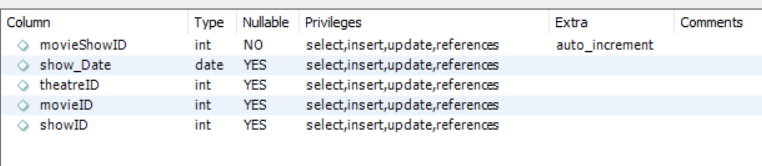 Column Type Nullable Privileges Extra Comments
movieShowID int NO select,insert,update,references auto_increment
show_Date date YES select,insert,update,references
theatreID int YES select,insert,update,references
movieID int YES select,insert,update,references
showID int YES select,insert,update,references